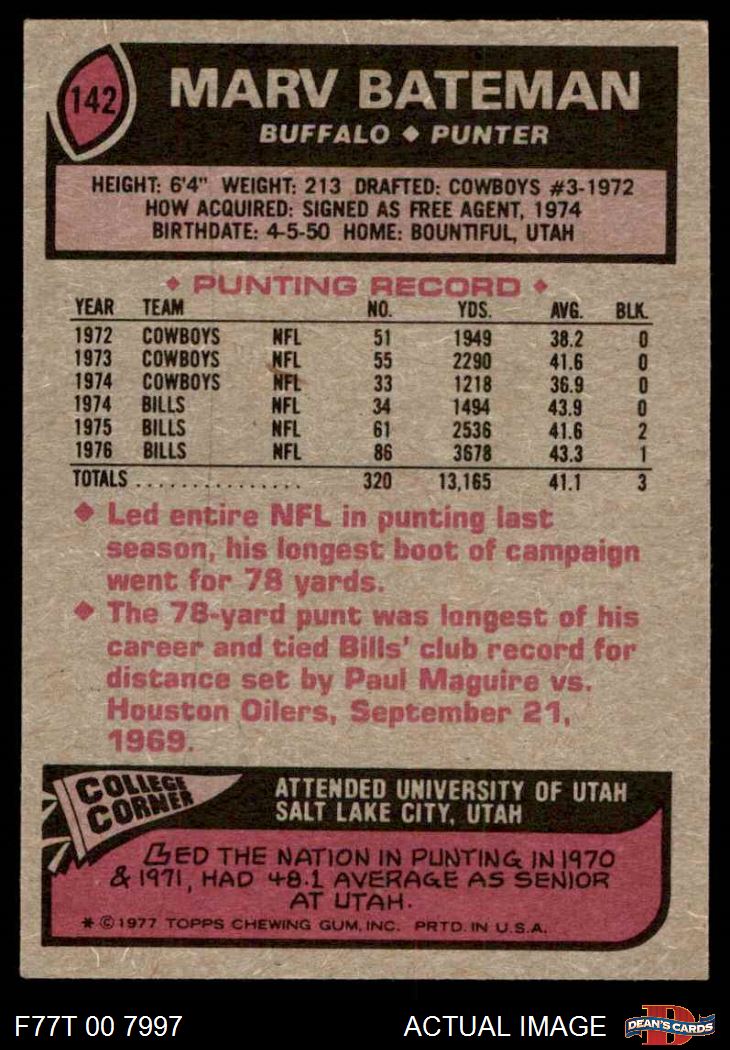 142
MARV BATEMAN
BUFFALO ◆ PUNTER
HEIGHT: 6'4" WEIGHT: 213 DRAFTED: COWBOYS #3-1972
HOW ACQUIRED: SIGNED AS FREE AGENT, 1974
BIRTHDATE: 4-5-50 HOME: BOUNTIFUL, UTAH
◆ PUNTING RECORD ◆
YEAR TEAM NO. YDS. AVG. BLK.
1972 COWBOYS NFL 51 1949 38.2 0
1973 COWBOYS NFL 55 2290 41.6 0
1974 COWBOYS NFL 33 1218 36.9 0
1974 BILLS NFL 34 1494 43.9 0
1975 BILLS NFL 61 2536 41.6 2
1976 BILLS NFL 86 3678 43.3 1
TOTALS ................ 320 13,165 41.1 3
◆ Led entire NFL in punting last
season, his longest boot of campaign
went for 78 yards.
◆ The 78-yard punt was longest of his
career and tied Bills' club record for
distance set by Paul Maguire vs.
Houston Oilers, September 21,
1969.
COLLEGE
CORNER
ATTENDED UNIVERSITY OF UTAH
SALT LAKE CITY, UTAH
LED THE NATION IN PUNTING IN 1970
& 1971, HAD 48.1 AVERAGE AS SENIOR
AT UTAH.
* © 1977 TOPPS CHEWING GUM, INC. PRTD. IN U.S.A.
F77T 00 7997 ACTUAL IMAGE
D
DEAN'S CARDS